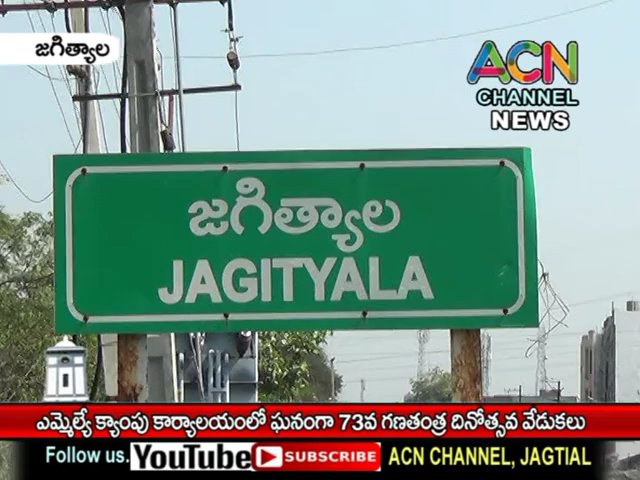 జగిత్యాల
ACN
CHANNEL
NEWS
జగిత్యాల
JAGITYALA
ఎమ్మెల్యే క్యాంపు కార్యాలయంలో ఘనంగా 73వ గణతంత్ర దినోత్సవ వేడుకలు
Follow us. YouTube SUBSCRIBE ACN CHANNEL, JAGTIAL